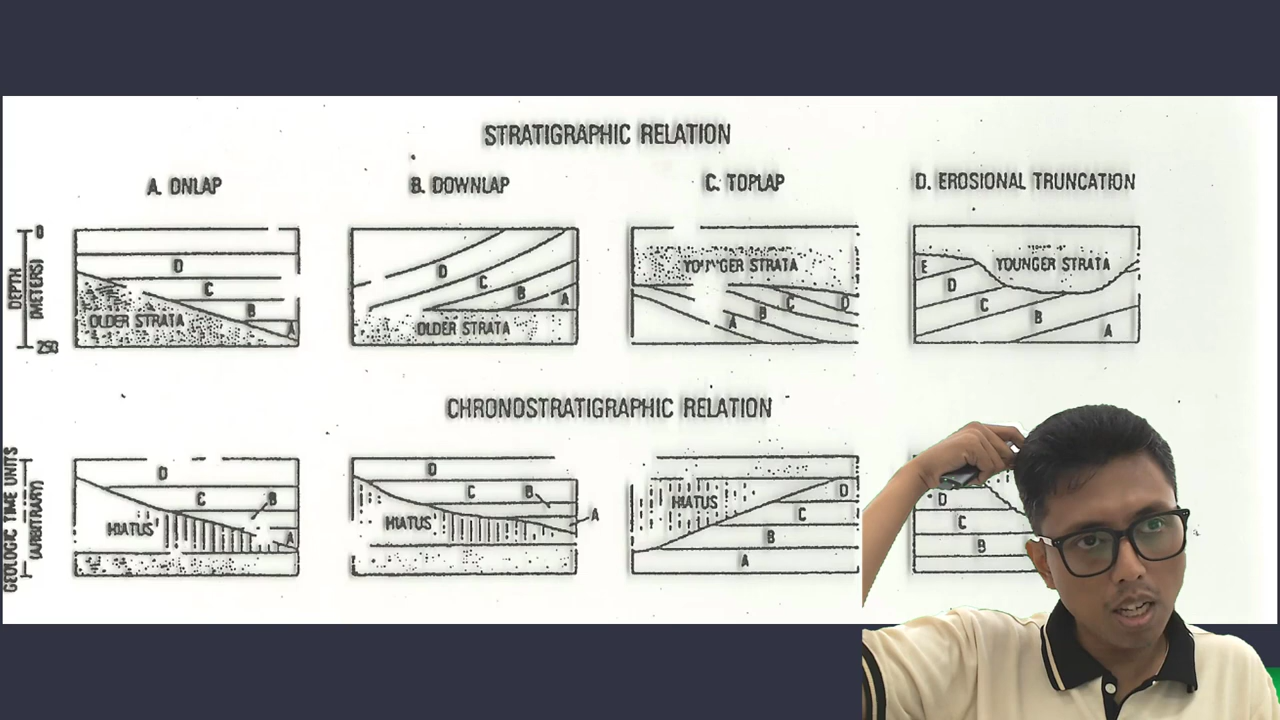 STRATIGRAPHIC RELATION
A. ONLAP
B. DOWNLAP
C. TOPLAP
D. EROSIONAL TRUNCATION
DEPTH
(METERS)
0
250
D
C
B
A
OLDER STRATA
D
C
B
A
OLDER STRATA
YOUNGER STRATA
A
B
C
D
E
D
C
B
A
YOUNGER STRATA
CHRONOSTRATIGRAPHIC RELATION
GEOLOGIC TIME UNITS
(ARBITRARY)
D
C
B
A
HIATUS
D
C
B
A
HIATUS
HIATUS
D
C
B
A
D
C
B